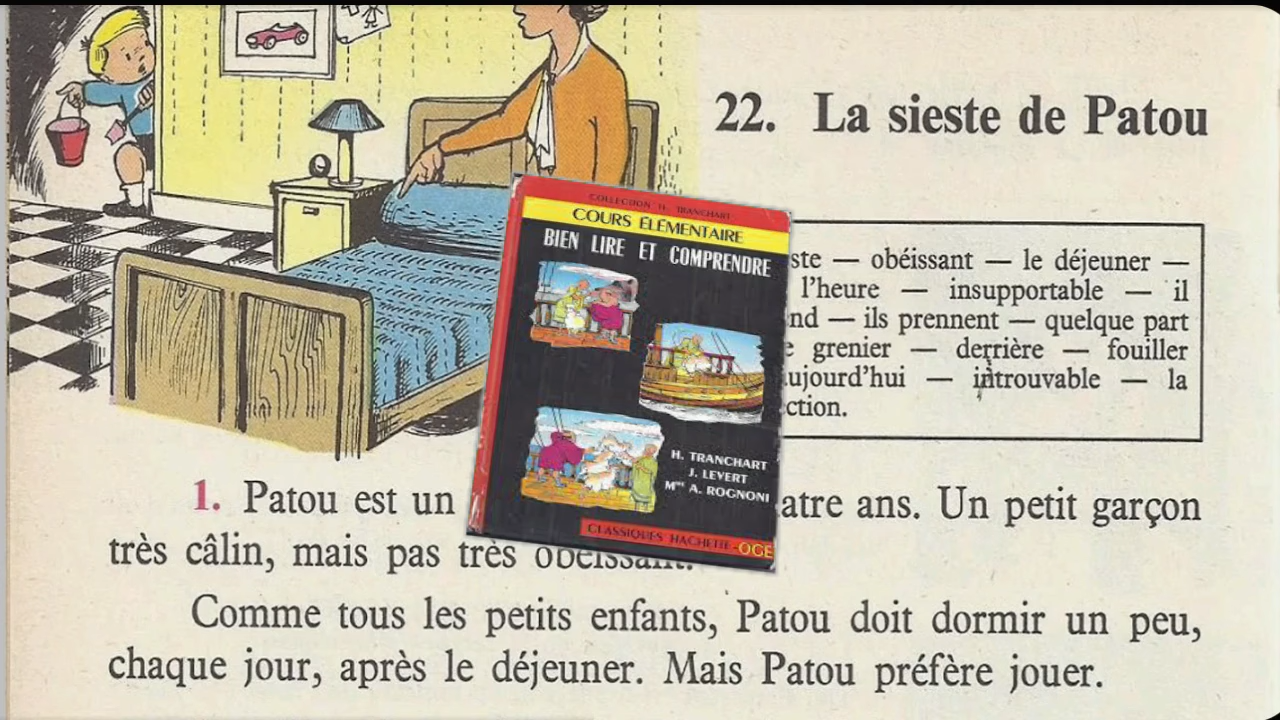 22. La sieste de Patou
ste — obéissant — le déjeuner —
l'heure — insupportable — il
nd — ils prennent — quelque part
e grenier — derrière — fouiller
ujourd'hui — introuvable — la
ction.
COLLECTION H. TRANCHART
COURS ÉLÉMENTAIRE
BIEN LIRE ET COMPRENDRE
H. TRANCHART
J. LEVERT
Mme A. ROGNONI
CLASSIQUES HACHETTE-OGE
1. Patou est un atre ans. Un petit garçon
très câlin, mais pas très obéissant.
Comme tous les petits enfants, Patou doit dormir un peu,
chaque jour, après le déjeuner. Mais Patou préfère jouer.